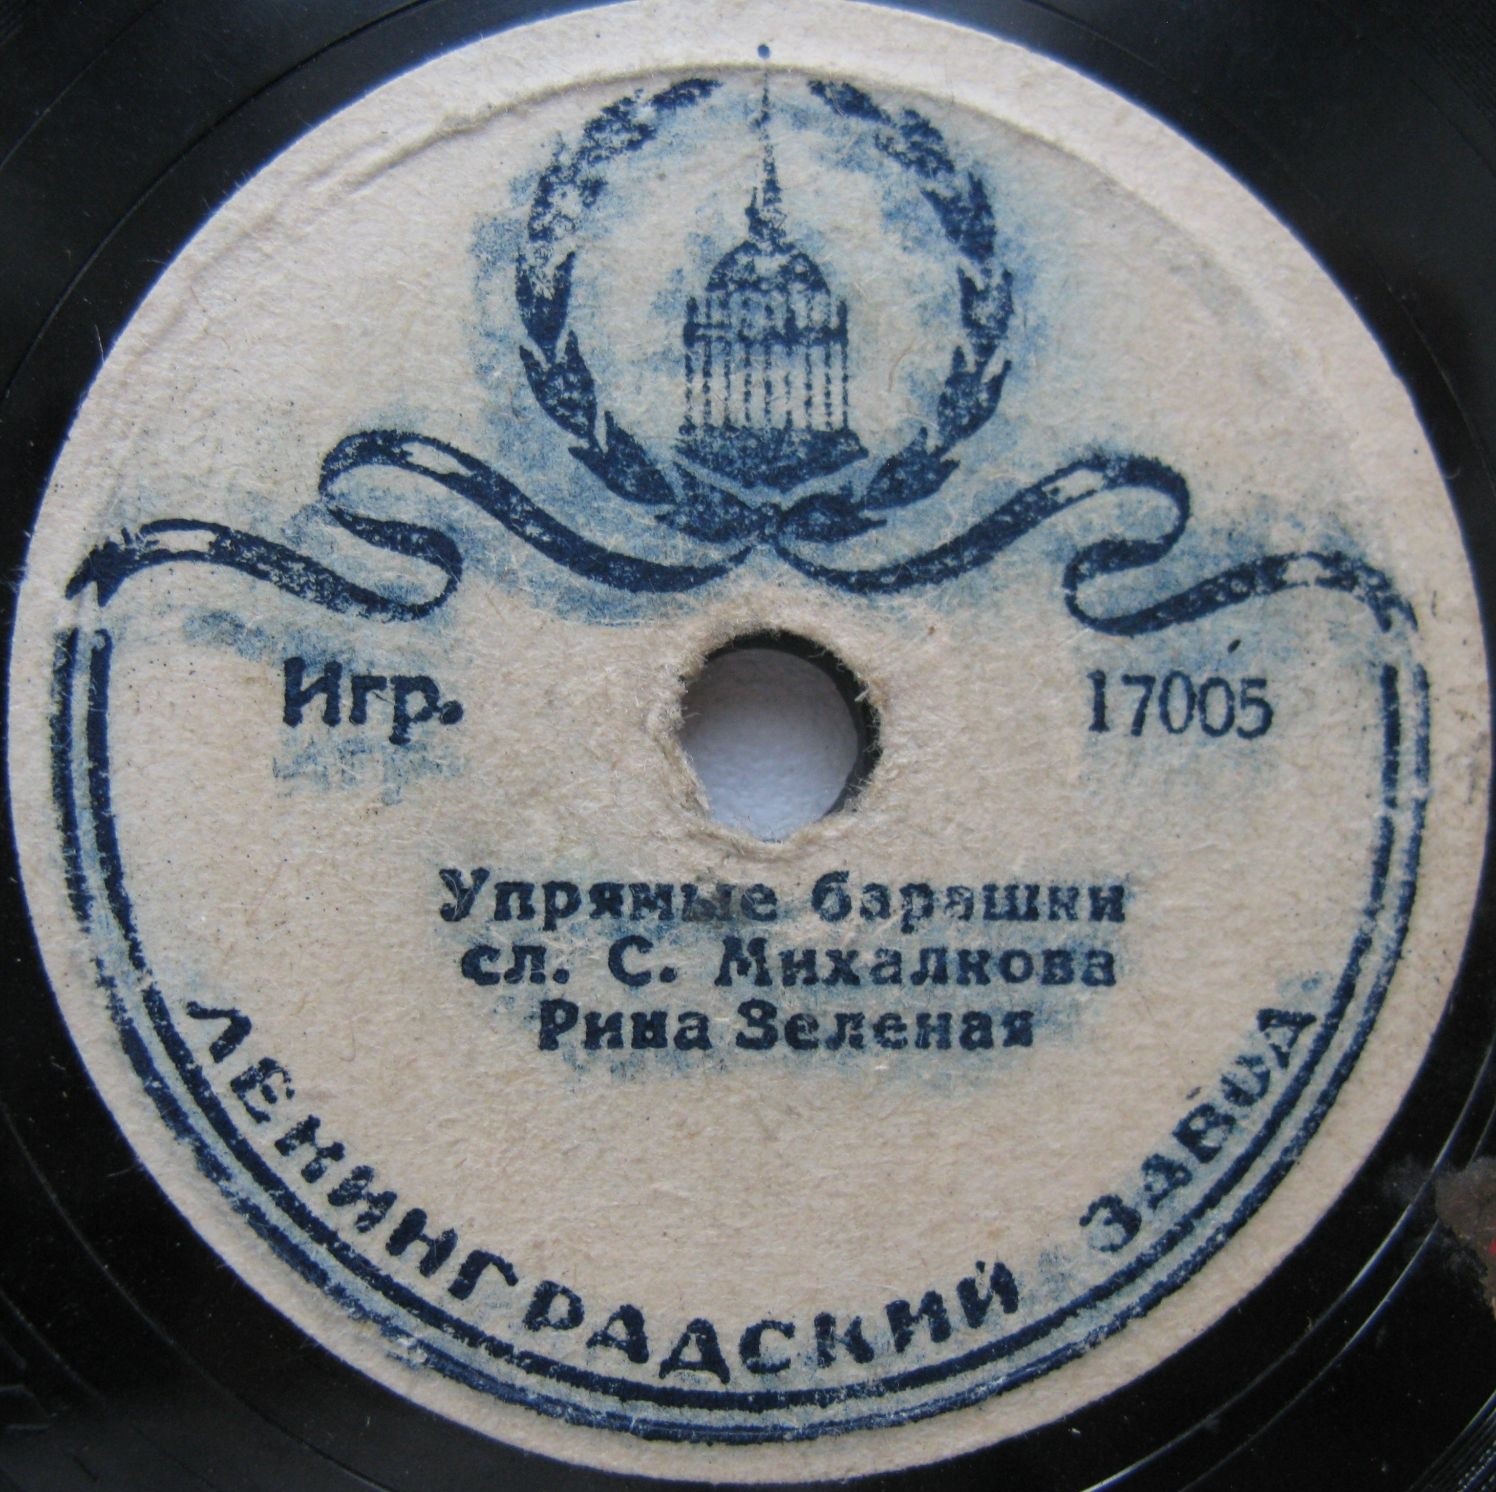 Игр.
17005
Упрямые барашки
сл. С. Михалкова
Рина Зеленая
ЛЕНИНГРАДСКИЙ ЗАВОД